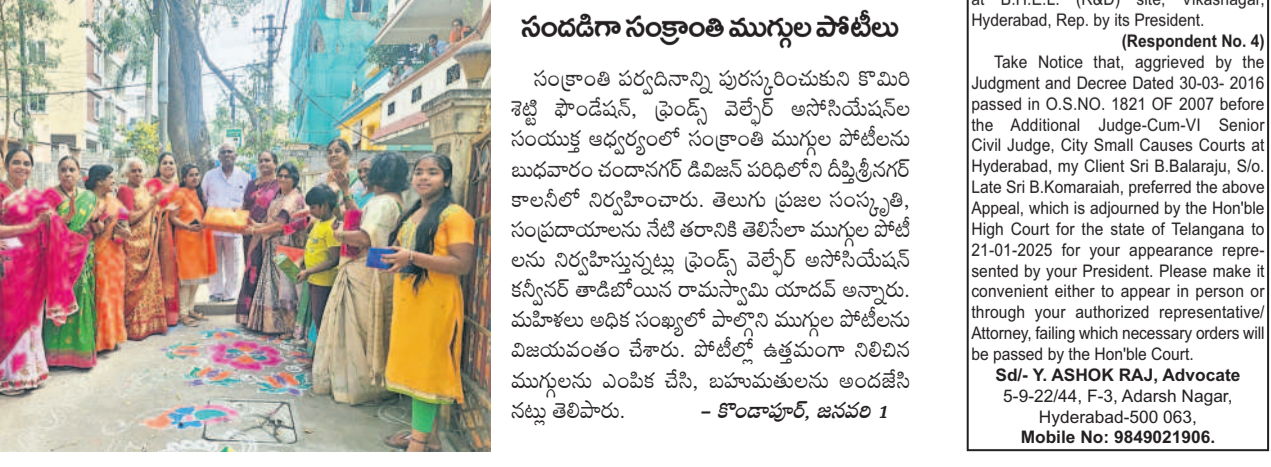 సందడిగా సంక్రాంతి ముగ్గుల పోటీలు
సంక్రాంతి పర్వదినాన్ని పురస్కరించుకుని కొమిరి
శెట్టి ఫౌండేషన్, ఫ్రెండ్స్ వెల్ఫేర్ అసోసియేషన్‌ల
సంయుక్త ఆధ్వర్యంలో సంక్రాంతి ముగ్గుల పోటీలను
బుధవారం చందానగర్ డివిజన్ పరిధిలోని దీప్తిశ్రీనగర్
కాలనీలో నిర్వహించారు. తెలుగు ప్రజల సంస్కృతి,
సంప్రదాయాలను నేటి తరానికి తెలిసేలా ముగ్గుల పోటీ
లను నిర్వహిస్తున్నట్లు ఫ్రెండ్స్ వెల్ఫేర్ అసోసియేషన్
కన్వీనర్ తాడిబోయిన రామస్వామి యాదవ్ అన్నారు.
మహిళలు అధిక సంఖ్యలో పాల్గొని ముగ్గుల పోటీలను
విజయవంతం చేశారు. పోటీల్లో ఉత్తమంగా నిలిచిన
ముగ్గులను ఎంపిక చేసి, బహుమతులను అందజేసి
నట్లు తెలిపారు. – కొండాపూర్, జనవరి 1
at B.H.E.L. (R&D) site, Vikasnagar,
Hyderabad, Rep. by its President.
(Respondent No. 4)
Take Notice that, aggrieved by the
Judgment and Decree Dated 30-03- 2016
passed in O.S.NO. 1821 OF 2007 before
the Additional Judge-Cum-VI Senior
Civil Judge, City Small Causes Courts at
Hyderabad, my Client Sri B.Balaraju, S/o.
Late Sri B.Komaraiah, preferred the above
Appeal, which is adjourned by the Hon'ble
High Court for the state of Telangana to
21-01-2025 for your appearance repre-
sented by your President. Please make it
convenient either to appear in person or
through your authorized representative/
Attorney, failing which necessary orders will
be passed by the Hon'ble Court.
Sd/- Y. ASHOK RAJ, Advocate
5-9-22/44, F-3, Adarsh Nagar,
Hyderabad-500 063,
Mobile No: 9849021906.